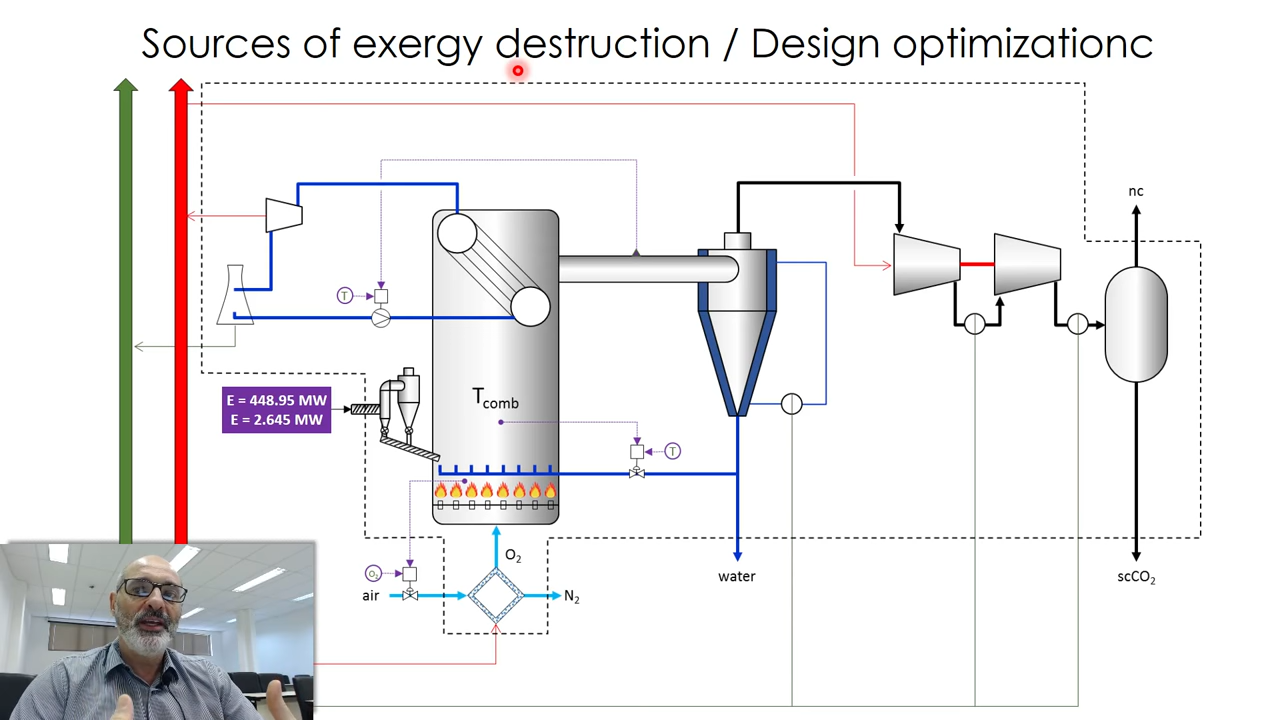 Sources of exergy destruction / Design optimizationc
nc
T
E = 448.95 MW
E = 2.645 MW
Tcomb
T
O₂
O₂
air
N₂
water
scCO₂